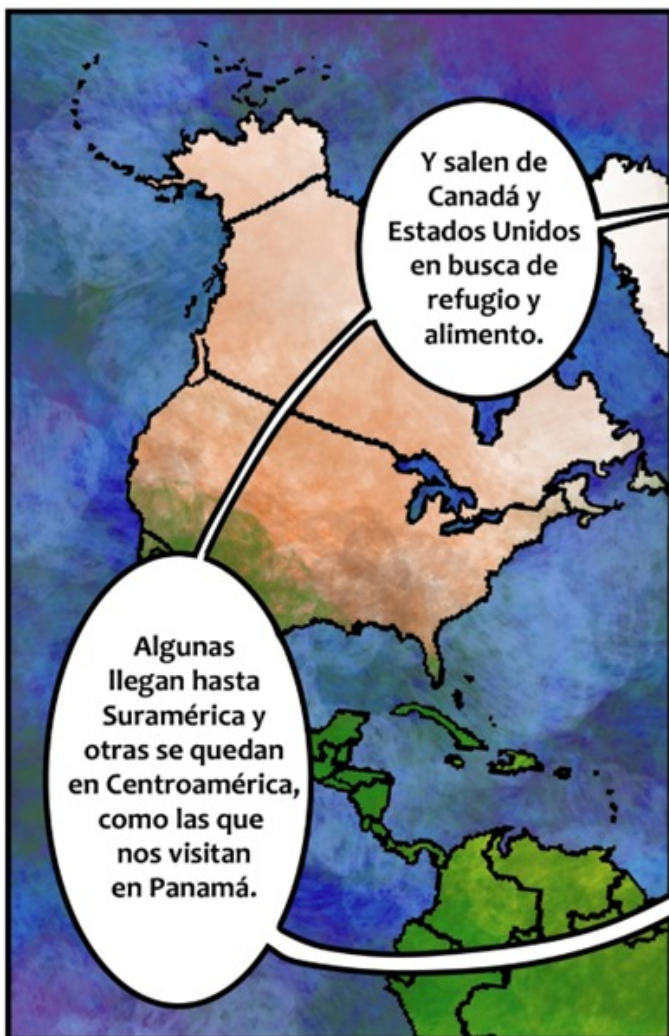 Y salen de
Canadá y
Estados Unidos
en busca de
refugio y
alimento.
Algunas
llegan hasta
Suramérica y
otras se quedan
en Centroamérica,
como las que
nos visitan
en Panamá.